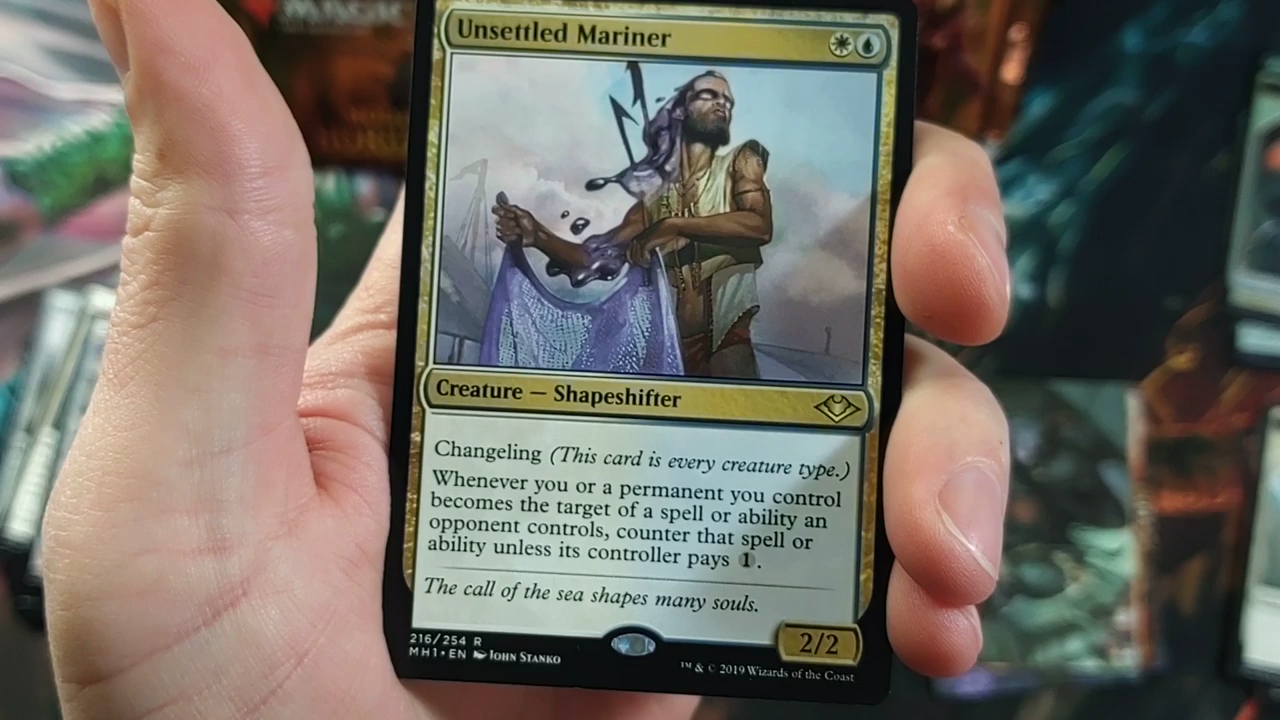 MAGIC
Unsettled Mariner
Creature — Shapeshifter
Changeling (This card is every creature type.)
Whenever you or a permanent you control
becomes the target of a spell or ability an
opponent controls, counter that spell or
ability unless its controller pays 1.
The call of the sea shapes many souls.
2/2
216/254 R
MH1 • EN John Stanko
™ & © 2019 Wizards of the Coast